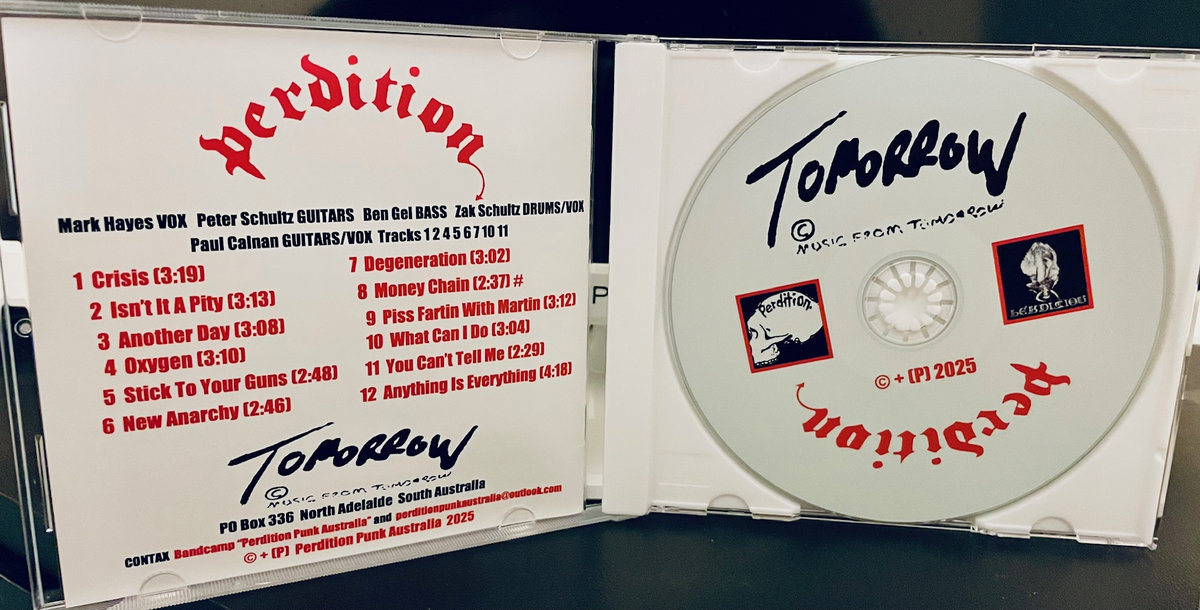 perdition
Mark Hayes VOX Peter Schultz GUITARS Ben Gel BASS Zak Schultz DRUMS/VOX
Paul Calnan GUITARS/VOX Tracks 1 2 4 5 6 7 10 11
1 Crisis (3:19)
2 Isn't It A Pity (3:13)
3 Another Day (3:08)
4 Oxygen (3:10)
5 Stick To Your Guns (2:48)
6 New Anarchy (2:46)
7 Degeneration (3:02)
8 Money Chain (2:37) #
9 Piss Fartin With Martin (3:12)
10 What Can I Do (3:04)
11 You Can't Tell Me (2:29)
12 Anything Is Everything (4:18)
TOMORROW
© MUSIC FROM TOMORROW
PO Box 336 North Adelaide South Australia
CONTAX Bandcamp "Perdition Punk Australia" and perditionpunkaustralia@outlook.com
© + (P) Perdition Punk Australia 2025
P
TOMORROW
© MUSIC FROM TOMORROW
perdition
PERDITION
© + (P) 2025
perdition